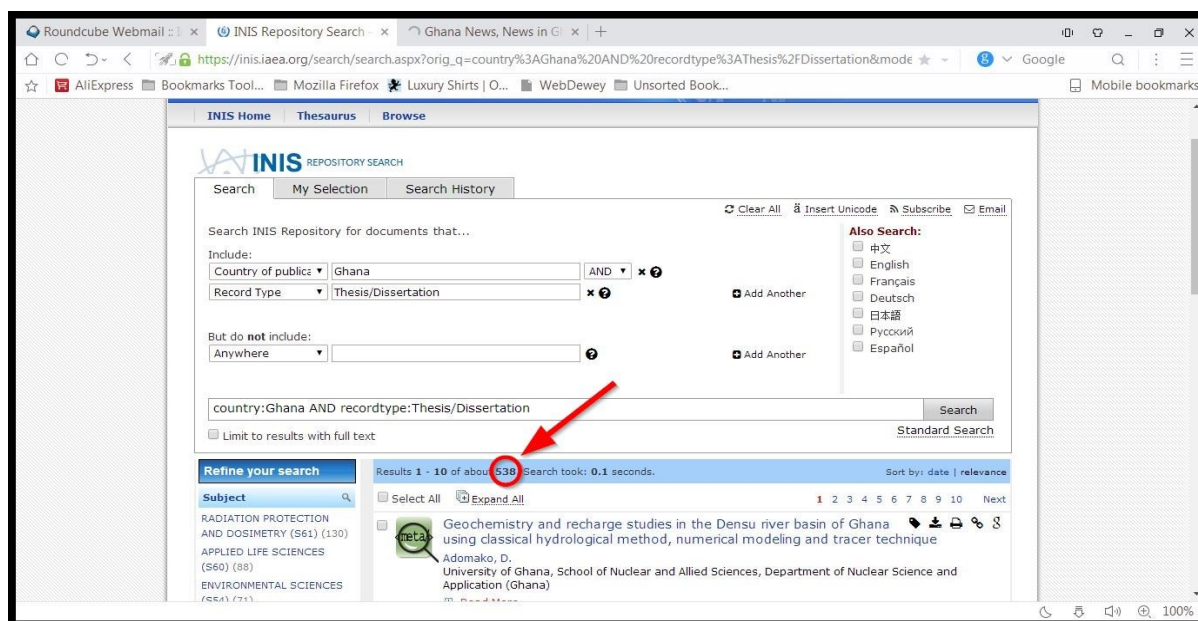 Roundcube Webmail ::
INIS Repository Search -
Ghana News, News in G
https://inis.iaea.org/search/search.aspx?orig_q=country%3AGhana%20AND%20recordtype%3AThesis%2FDissertation&mode
Google
AliExpress
Bookmarks Tool...
Mozilla Firefox
Luxury Shirts | O...
WebDewey
Unsorted Book...
Mobile bookmarks
INIS Home
Thesaurus
Browse
INIS REPOSITORY SEARCH
Search
My Selection
Search History
Clear All
ä Insert Unicode
Subscribe
Email
Search INIS Repository for documents that...
Include:
Country of publica
Ghana
AND
Record Type
Thesis/Dissertation
Add Another
But do not include:
Anywhere
Add Another
Also Search:
中文
English
Français
Deutsch
日本語
Русский
Español
country:Ghana AND recordtype:Thesis/Dissertation
Search
Limit to results with full text
Standard Search
Refine your search
Results 1 - 10 of about 538. Search took: 0.1 seconds.
Sort by: date | relevance
Subject
Select All
Expand All
1 2 3 4 5 6 7 8 9 10 Next
RADIATION PROTECTION
AND DOSIMETRY (S61) (130)
APPLIED LIFE SCIENCES
(S60) (88)
ENVIRONMENTAL SCIENCES
(S54) (71)
meta
Geochemistry and recharge studies in the Densu river basin of Ghana
using classical hydrological method, numerical modeling and tracer technique
Adomako, D.
University of Ghana, School of Nuclear and Allied Sciences, Department of Nuclear Science and
Application (Ghana)
Read More
100%